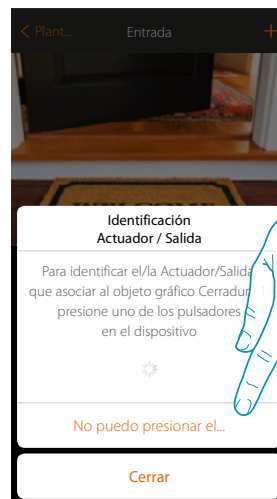 < Plant... Entrada +
Identificación
Actuador / Salida
Para identificar el/la Actuador/Salida,
que asociar al objeto gráfico Cerradura 1,
presione uno de los pulsadores
en el dispositivo
No puedo presionar el...
Cerrar